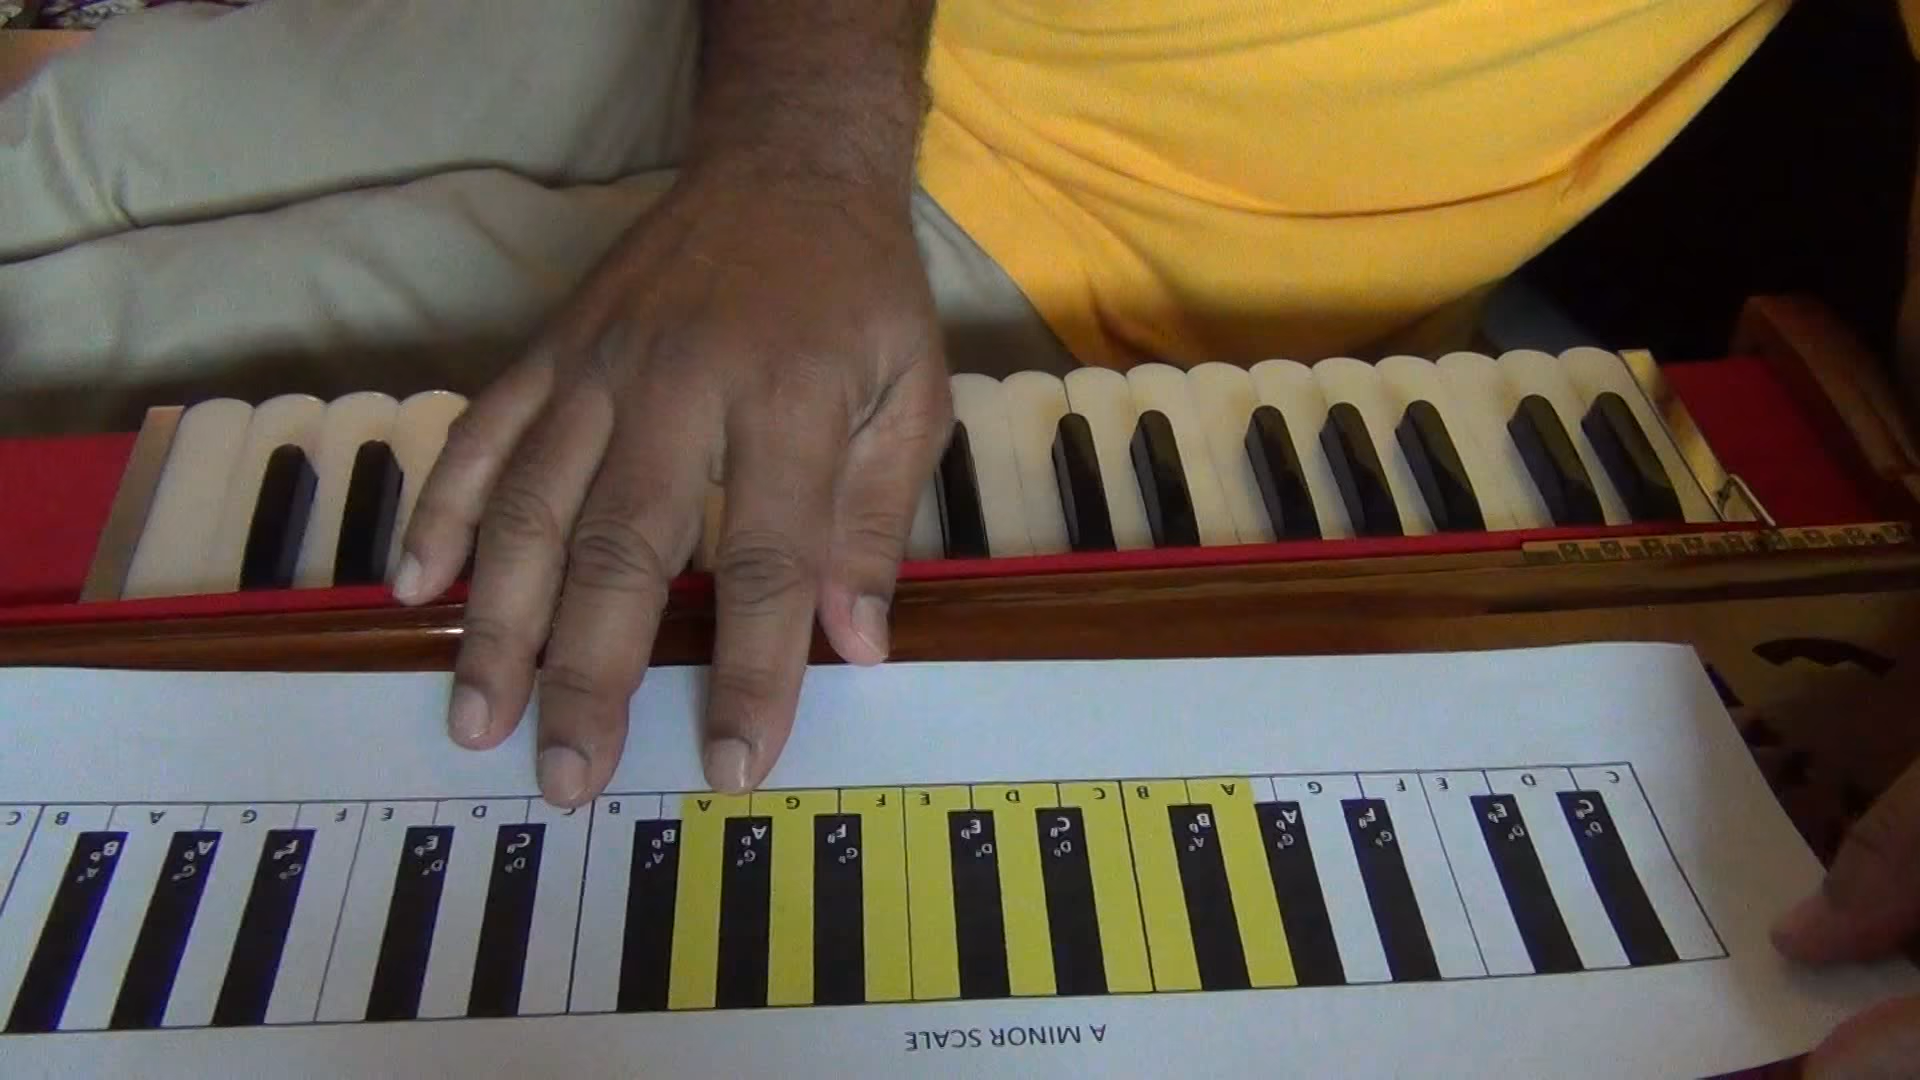 A MINOR SCALE
D♭ D♯ G♭ G♯ A♯ D♭ D♯ G♭ G♯ A♯ D♭ D♯ G♭ G♯ A♯
C♯ E♭ F♯ A♭ B♭ C♯ E♭ F♯ A♭ B♭ C♯ E♭ F♯ A♭ B♭
C D E F G A B C D E F G A B C D E F G A B C